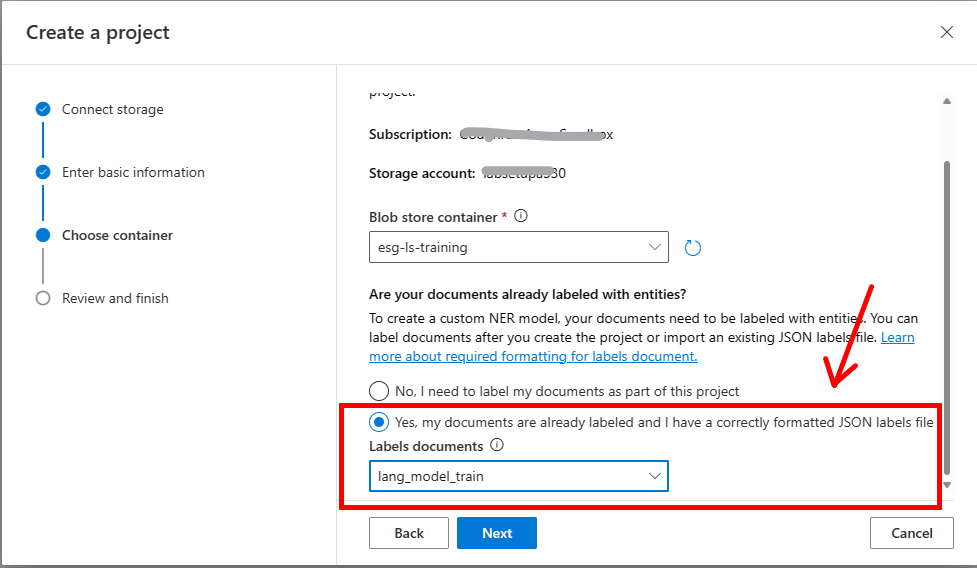 Create a project
Connect storage
Enter basic information
Choose container
Review and finish
project.
Subscription:
Storage account:
Blob store container *
esg-ls-training
Are your documents already labeled with entities?
To create a custom NER model, your documents need to be labeled with entities. You can
label documents after you create the project or import an existing JSON labels file. Learn
more about required formatting for labels document.
No, I need to label my documents as part of this project
Yes, my documents are already labeled and I have a correctly formatted JSON labels file
Labels documents
lang_model_train
Back
Next
Cancel